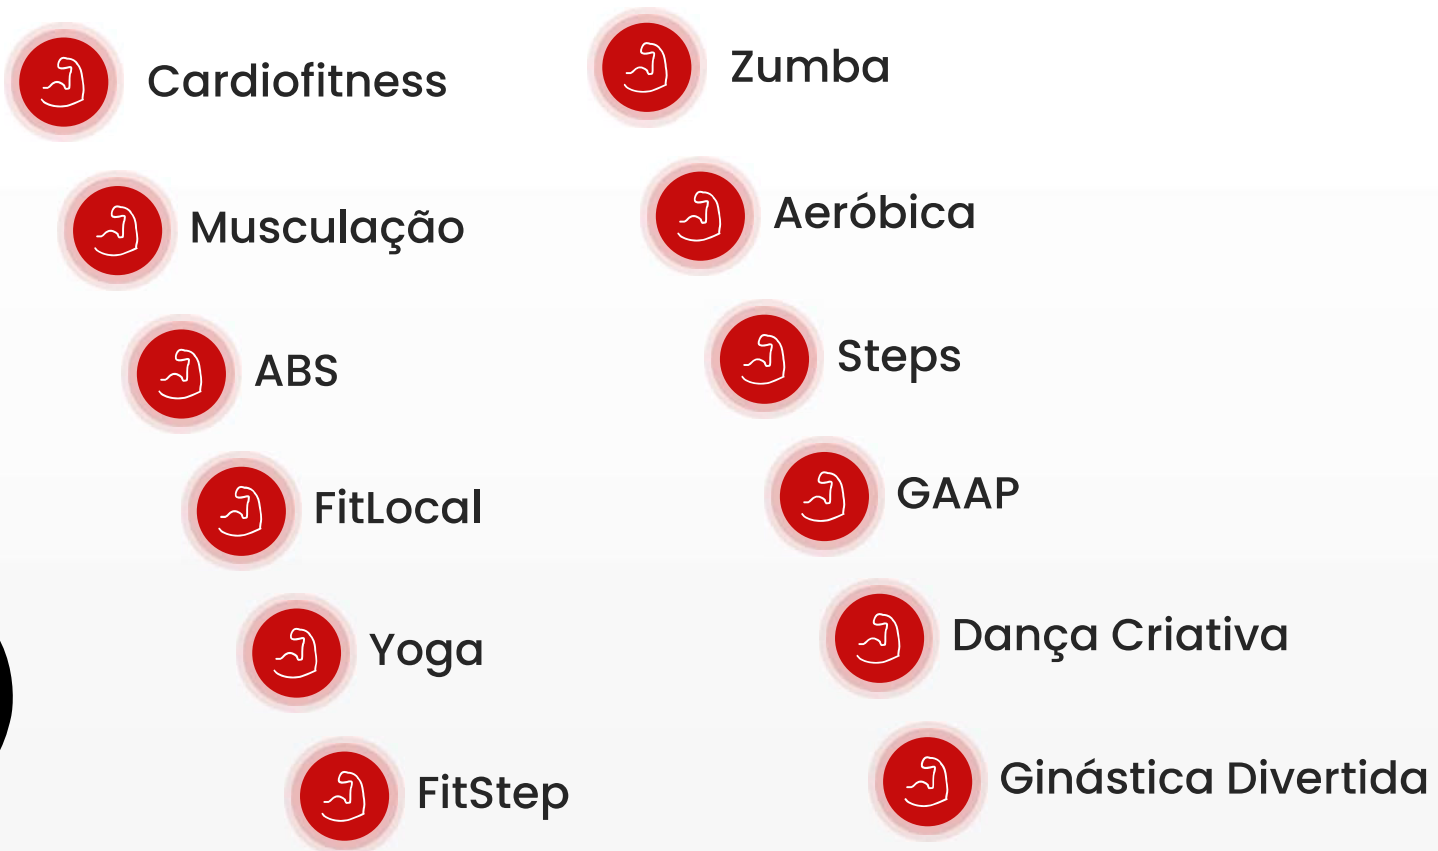 Cardiofitness
Musculação
ABS
FitLocal
Yoga
FitStep
Zumba
Aeróbica
Steps
GAAP
Dança Criativa
Ginástica Divertida